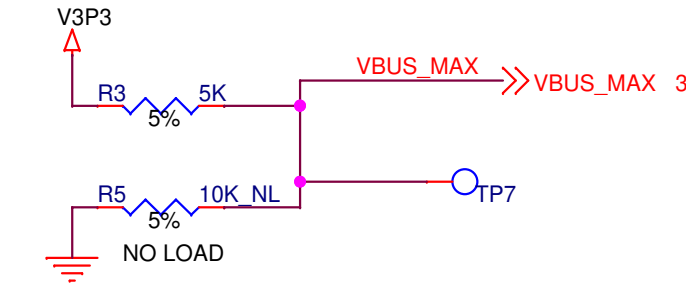 V3P3
VBUS_MAX
VBUS_MAX 3
R3 5K
5%
R5 10K_NL
5%
TP7
NO LOAD